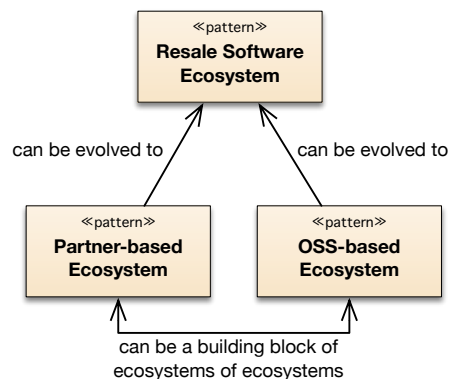 ≪pattern≫
Resale Software
Ecosystem
can be evolved to
can be evolved to
≪pattern≫
Partner-based
Ecosystem
≪pattern≫
OSS-based
Ecosystem
can be a building block of
ecosystems of ecosystems